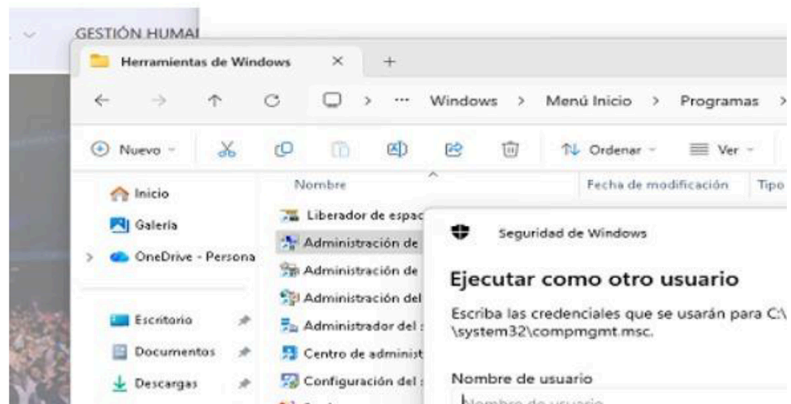 GESTIÓN HUMA
Herramientas de Windows
Windows > Menú Inicio > Programas >
Nuevo
Ordenar
Ver
Inicio
Galería
OneDrive - Persona
Escritorio
Documentos
Descargas
Nombre
Fecha de modificación
Tipo
Liberador de espac
Administración de
Administración de
Administración del
Administrador del
Centro de administ
Configuración del
Seguridad de Windows
Ejecutar como otro usuario
Escriba las credenciales que se usarán para C:\
\system32\compmgmt.msc.
Nombre de usuario
Nombre de usuario